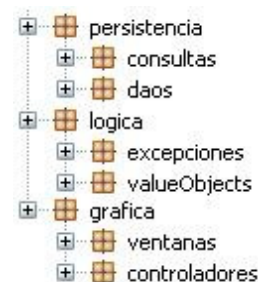 persistencia
consultas
daos
logica
excepciones
valueObjects
grafica
ventanas
controladores